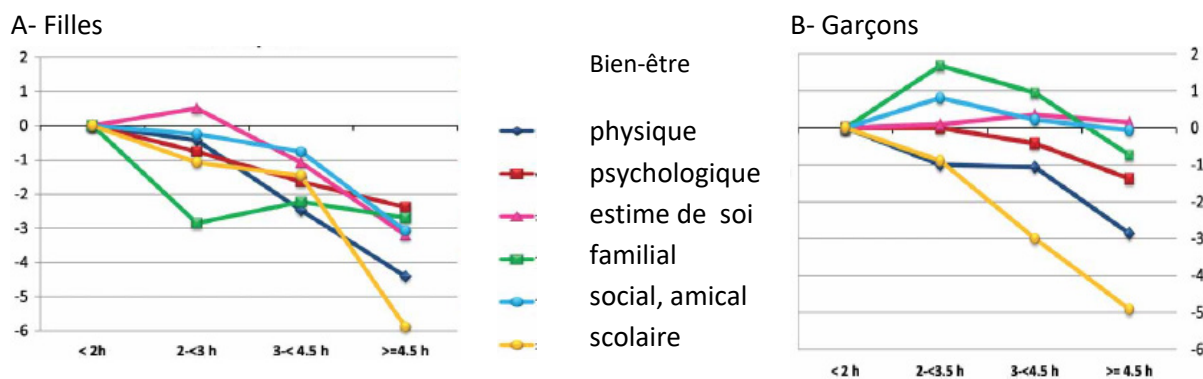 A- Filles
2
1
0
-1
-2
-3
-4
-5
-6
< 2h 2-<3 h 3-< 4.5 h >=4.5 h
Bien-être
physique
psychologique
estime de soi
familial
social, amical
scolaire
B- Garçons
2
1
0
-1
-2
-3
-4
-5
-6
< 2 h 2-<3.5 h 3-<4.5 h >= 4.5 h